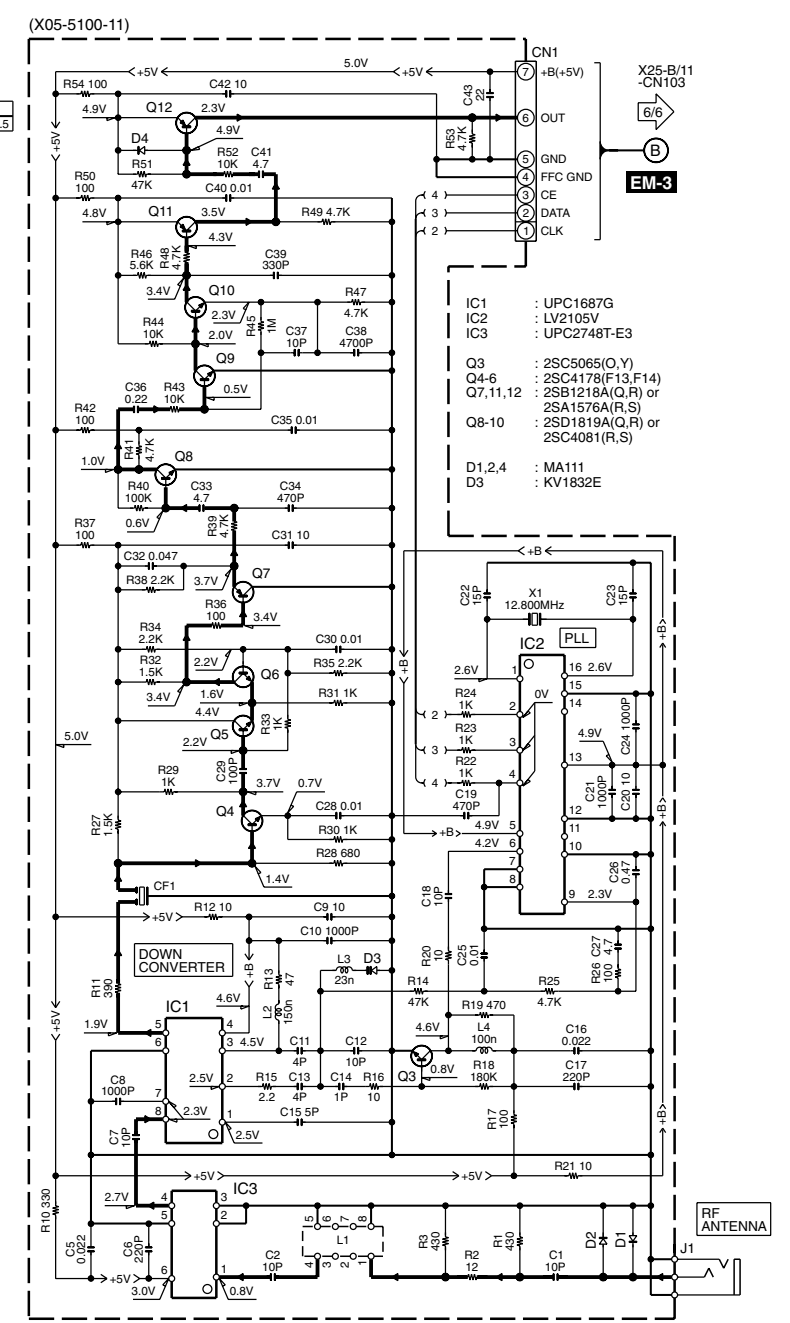 (X05-5100-11)
5.0V
CN1
+5V
+5V
7
+B(+5V)
X25-B/11
-CN103
R54 100
C42 10
C43
22
6/6
.5
Q12
2.3V
4.9V
6
OUT
+5V
D4
4.9V
R53
4.7K
B
R51
47K
R52
10K
C41
4.7
5
GND
4
FFC GND
EM-3
R50
100
C40 0.01
4
3
CE
3
2
DATA
2
1
CLK
Q11
3.5V
R49 4.7K
4.8V
4.3V
R46
5.6K
R48
4.7K
C39
330P
3.4V
Q10
R47
4.7K
2.3V
R45
1M
R44
10K
2.0V
C37
10P
C38
4700P
Q9
0.5V
IC1 : UPC1687G
IC2 : LV2105V
IC3 : UPC2748T-E3
Q3 : 2SC5065(O,Y)
Q4-6 : 2SC4178(F13,F14)
Q7,11,12 : 2SB1218A(Q,R) or
2SA1576A(R,S)
Q8-10 : 2SD1819A(Q,R) or
2SC4081(R,S)
D1,2,4 : MA111
D3 : KV1832E
C36
0.22
R43
10K
R42
100
C35 0.01
R41
4.7K
1.0V
Q8
R40
100K
C33
4.7
C34
470P
0.6V
R39
4.7K
R37
100
C31 10
C32 0.047
R38 2.2K
3.7V
Q7
R36
100
3.4V
R34
2.2K
C30 0.01
2.2V
R32
1.5K
Q6
R35 2.2K
3.4V
1.6V
R31 1K
4.4V
Q5
R33
1K
2.2V
5.0V
C29
100P
R29
1K
3.7V
0.7V
Q4
C28 0.01
R27
1.5K
R30 1K
R28 680
1.4V
CF1
+B
C22
15P
X1
12.800MHz
C23
15P
+B
+B
IC2
PLL
2.6V
1
16
2.6V
15
14
R24
1K
0V
2
2
R23
1K
3
3
R22
1K
4
4
C24 1000P
4.9V
13
C21
1000P
C20 10
C19
470P
12
+B
4.9V
5
11
4.2V
6
10
7
8
9
2.3V
C26
0.47
+B
C18
10P
+5V
R12 10
C9 10
C10 1000P
DOWN
CONVERTER
+B
R13
47
L3
23n
D3
R20
10
C25
0.01
R26
100
C27
4.7
R11
390
L2
150n
R14
47K
R25
4.7K
4.6V
R19 470
IC1
+5V
1.9V
5
4
6
3
4.5V
C11
4P
C12
10P
4.6V
L4
100n
C16
0.022
Q3
0.8V
C8
1000P
2.5V
2
R15
2.2
C13
4P
C14
1P
R16
10
R18
180K
C17
220P
7
8
2.3V
1
2.5V
C15 5P
R17
100
+B
C7
10P
+5V
+5V
R21 10
R10 330
2.7V
IC3
4
3
5
2
C5
0.022
C6
220P
5
6
7
8
L1
4
3
2
1
R3
430
R1
430
D2
D1
RF
ANTENNA
J1
+5V
6
3.0V
1
0.8V
C2
10P
R2
12
C1
10P